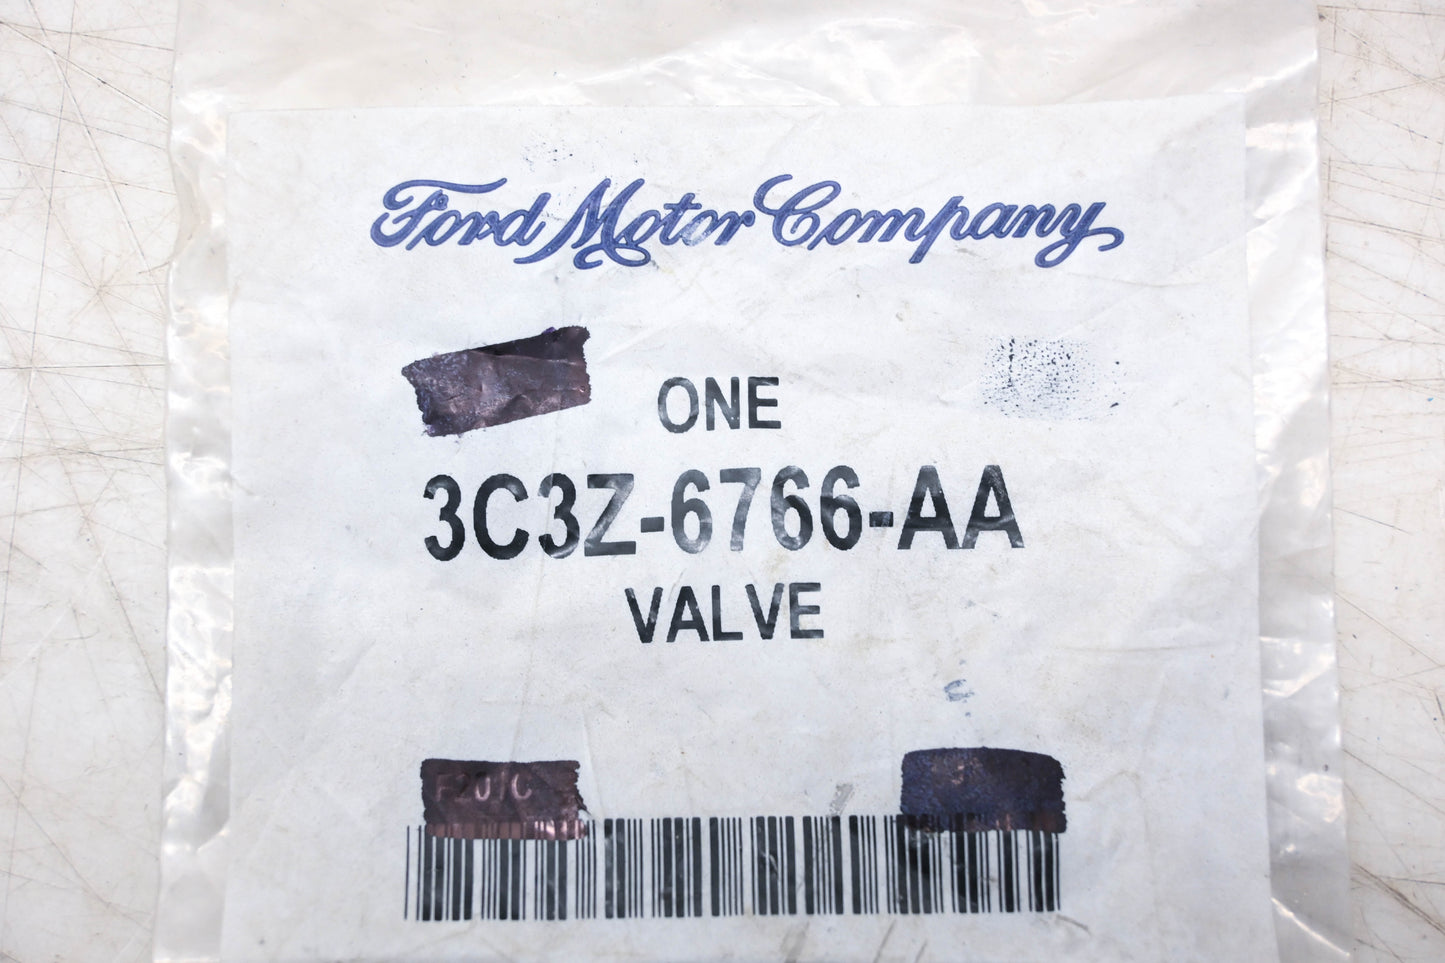 Ford Motor Company
ONE
3C3Z-6766-AA
VALVE